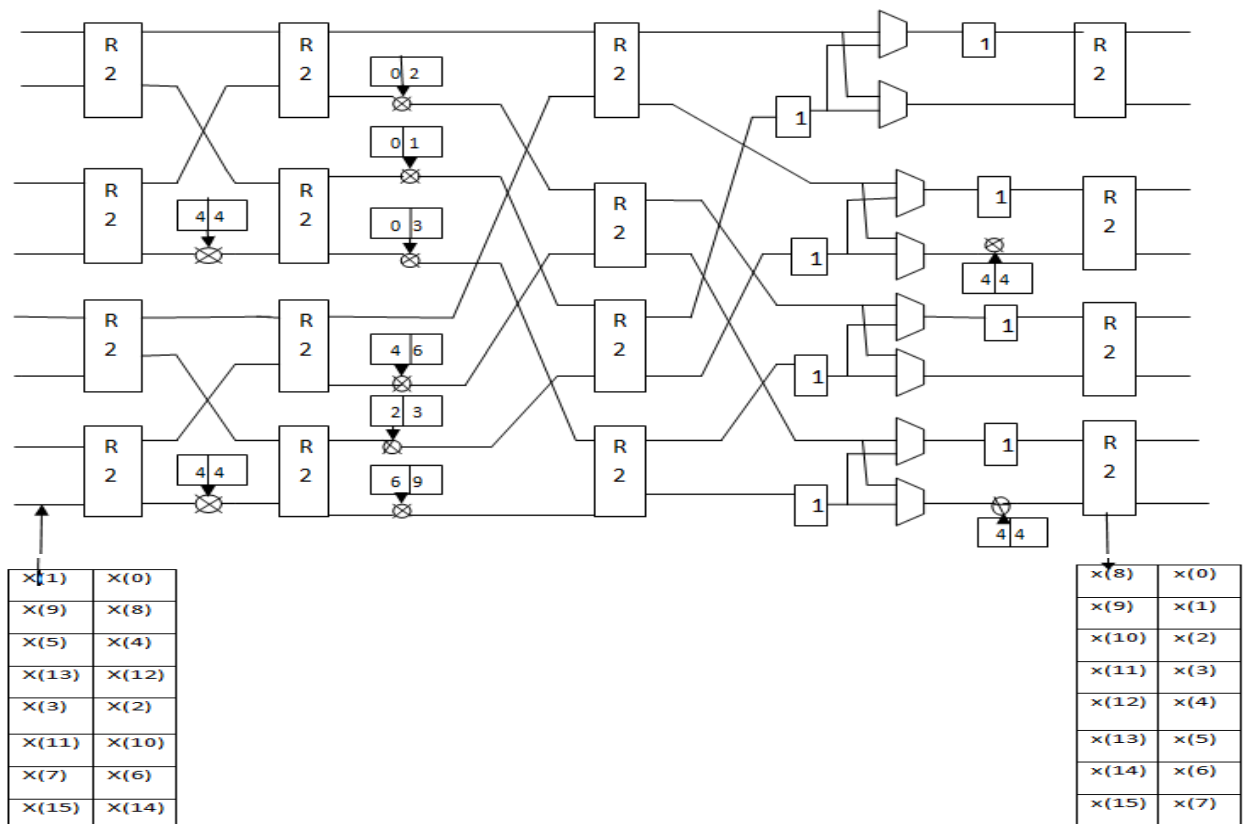 R R R R
2 2 2 2
1
0 2
1
0 1
R R R R
2 2 2 2
1
4 4
0 3
1
4 4
R R R R
2 2 2 2
1
4 6
1
2 3
R R R R
2 2 2 2
1
4 4
6 9
1
4 4
X(1) X(0)
X(9) X(8)
X(5) X(4)
X(13) X(12)
X(3) X(2)
X(11) X(10)
X(7) X(6)
X(15) X(14)
x(8) x(0)
x(9) x(1)
x(10) x(2)
x(11) x(3)
x(12) x(4)
x(13) x(5)
x(14) x(6)
x(15) x(7)